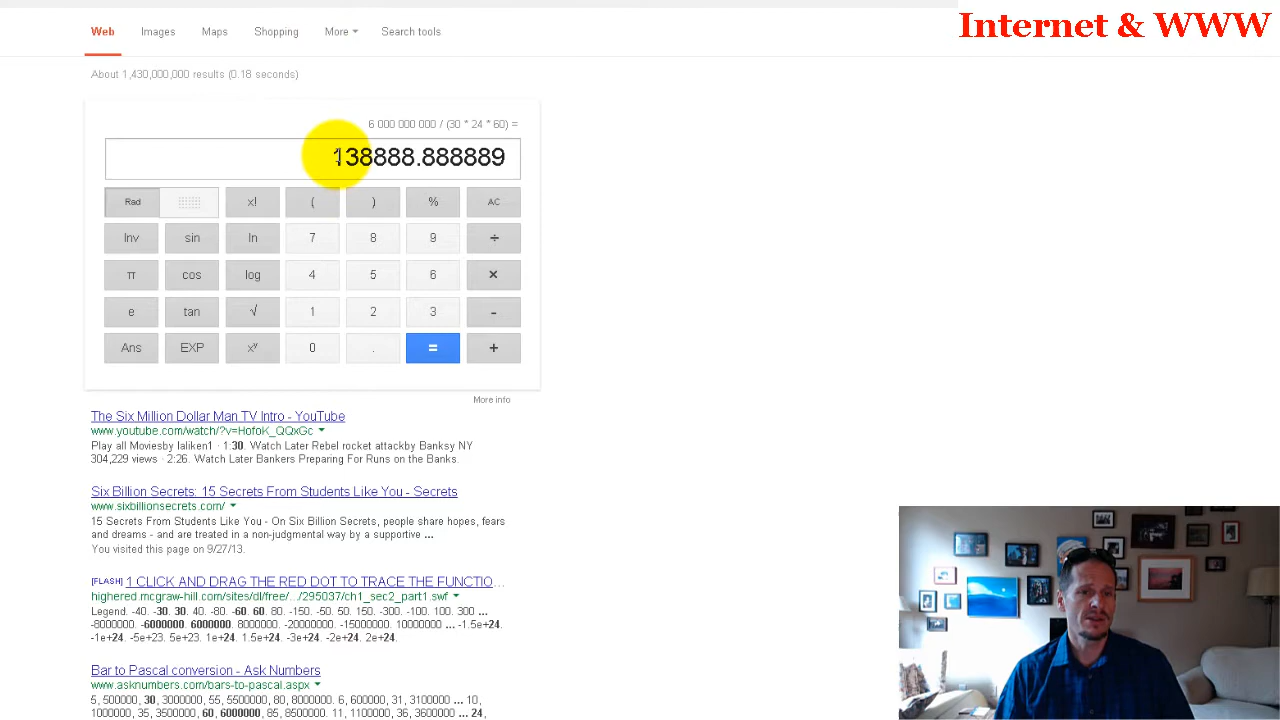 Internet & WWW
Web Images Maps Shopping More Search tools
About 1,430,000,000 results (0.18 seconds)
6 000 000 000 / (30 * 24 * 60) =
138888.888889
Rad x! ( ) % AC
Inv sin ln 7 8 9 ÷
π cos log 4 5 6 ×
e tan √ 1 2 3 -
Ans EXP xʸ 0 . = +
More info
The Six Million Dollar Man TV Intro - YouTube
www.youtube.com/watch/?v=HofoK_QQxGc
Play all Moviesby laliken1 · 1:30. Watch Later Rebel rocket attackby Banksy NY
304,229 views · 2:26. Watch Later Bankers Preparing For Runs on the Banks.
Six Billion Secrets: 15 Secrets From Students Like You - Secrets
www.sixbillionsecrets.com/
15 Secrets From Students Like You - On Six Billion Secrets, people share hopes, fears
and dreams - and are treated in a non-judgmental way by a supportive ...
You visited this page on 9/27/13.
[FLASH] 1 CLICK AND DRAG THE RED DOT TO TRACE THE FUNCTIO...
highered.mcgraw-hill.com/sites/dl/free/.../295037/ch1_sec2_part1.swf
Legend. -40. -30. 30. 40. -80. -60. 60. 80. -150. -50. 50. 150. -300. -100. 100. 300 ...
-8000000. -6000000. 6000000. 8000000. -20000000. -15000000. 10000000 ... -1.5e+24.
-1e+24. -5e+23. 5e+23. 1e+24. 1.5e+24. -3e+24. -2e+24. 2e+24.
Bar to Pascal conversion - Ask Numbers
www.asknumbers.com/bars-to-pascal.aspx
5, 500000, 30, 3000000, 55, 5500000, 80, 8000000. 6, 600000, 31, 3100000 ... 10,
1000000, 35, 3500000, 60, 6000000, 85, 8500000. 11, 1100000, 36, 3600000 ... 24,